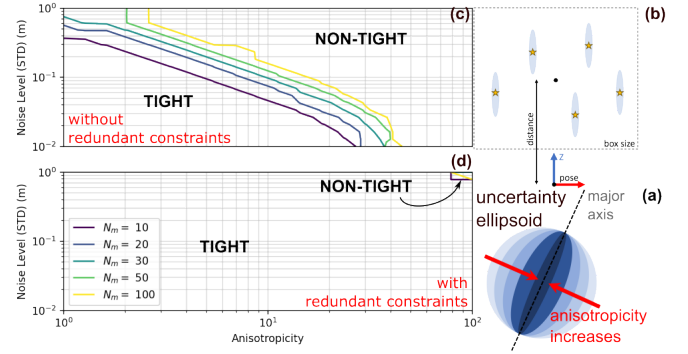 (c)
10⁰
10⁻¹
10⁻²
Noise Level (STD) (m)
NON-TIGHT
TIGHT
without
redundant constraints
(d)
10⁰
10⁻¹
10⁻²
Noise Level (STD) (m)
NON-TIGHT
TIGHT
Nₘ = 10
Nₘ = 20
Nₘ = 30
Nₘ = 50
Nₘ = 100
with
redundant constraints
10⁰
10¹
10²
Anisotropicity
(b)
distance
box size
z
pose
(a)
uncertainty
ellipsoid
major
axis
anisotropicity
increases